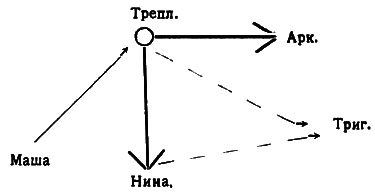 Трепл.
Арк.
Триг.
Маша
Нина,